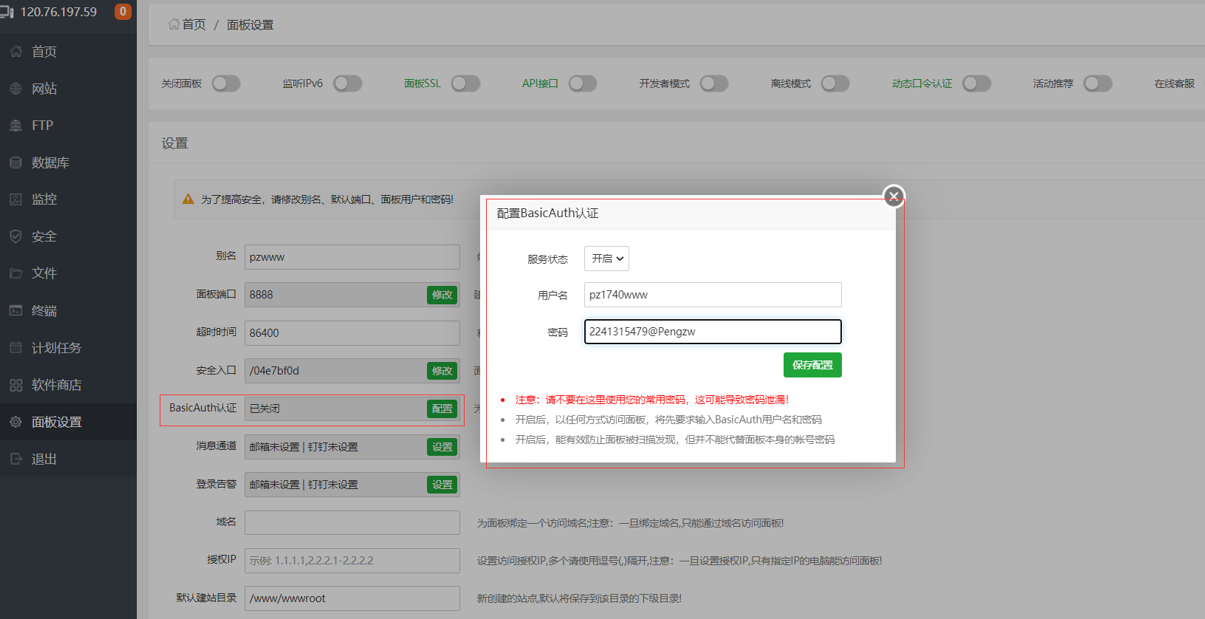 120.76.197.59 0
首页
网站
FTP
数据库
监控
安全
文件
终端
计划任务
软件商店
面板设置
退出
首页 / 面板设置
关闭面板 监听IPv6 面板SSL API接口 开发者模式 离线模式 动态口令认证 活动推荐 在线客服
设置
为了提高安全，请修改别名、默认端口、面板用户和密码!
别名 pzwww
面板端口 8888 修改
超时时间 86400
安全入口 /04e7bf0d 修改
BasicAuth认证 已关闭 配置
消息通道 邮箱未设置 | 钉钉未设置 设置
登录告警 邮箱未设置 | 钉钉未设置 设置
域名 为面板绑定一个访问域名;注意：一旦绑定域名,只能通过域名访问面板!
授权IP 示例: 1.1.1.1,2.2.2.1-2.2.2.2 设置访问授权IP,多个请使用逗号(,)隔开,注意：一旦设置授权IP,只有指定IP的电脑能访问面板!
默认建站目录 /www/wwwroot 新创建的站点,默认将保存到该目录的下级目录!
配置BasicAuth认证
服务状态 开启
用户名 pz1740www
密码 2241315479@Pengzw
保存配置
注意：请不要在这里使用您的常用密码，这可能导致密码泄漏！
开启后，以任何方式访问面板，将先要求输入BasicAuth用户名和密码
开启后，能有效防止面板被扫描发现，但并不能代替面板本身的帐号密码